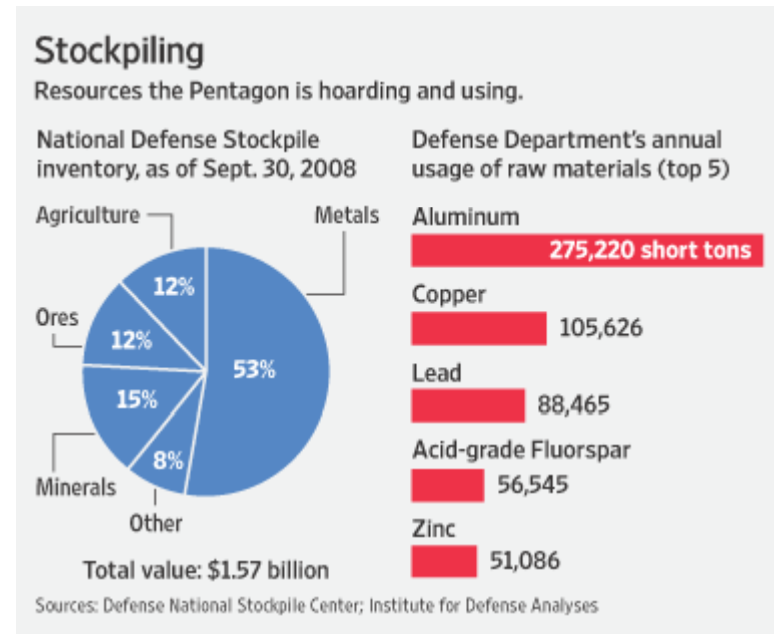 Stockpiling
Resources the Pentagon is hoarding and using.
National Defense Stockpile
inventory, as of Sept. 30, 2008
Agriculture
Metals
12%
Ores
12%
53%
15%
8%
Minerals
Other
Total value: $1.57 billion
Defense Department's annual
usage of raw materials (top 5)
Aluminum
275,220 short tons
Copper
105,626
Lead
88,465
Acid-grade Fluorspar
56,545
Zinc
51,086
Sources: Defense National Stockpile Center; Institute for Defense Analyses